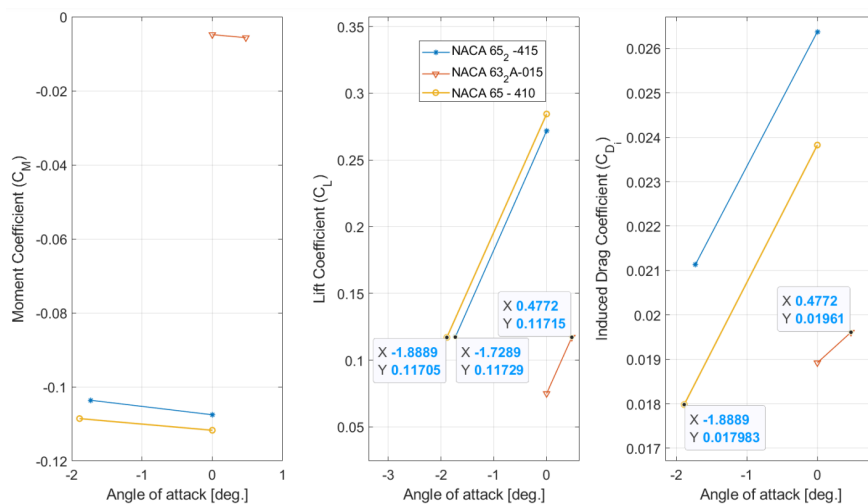 0
-0.02
-0.04
-0.06
-0.08
-0.1
-0.12
-2
-1
0
1
Moment Coefficient (C_M)
Angle of attack [deg.]
0.35
0.3
0.25
0.2
0.15
0.1
0.05
-3
-2
-1
0
Lift Coefficient (C_L)
Angle of attack [deg.]
NACA 65_2 -415
NACA 63_2A-015
NACA 65 - 410
X 0.4772
Y 0.11715
X -1.8889
Y 0.11705
X -1.7289
Y 0.11729
0.026
0.025
0.024
0.023
0.022
0.021
0.02
0.019
0.018
0.017
-2
-1
0
Induced Drag Coefficient (C_D_i)
Angle of attack [deg.]
X 0.4772
Y 0.01961
X -1.8889
Y 0.017983